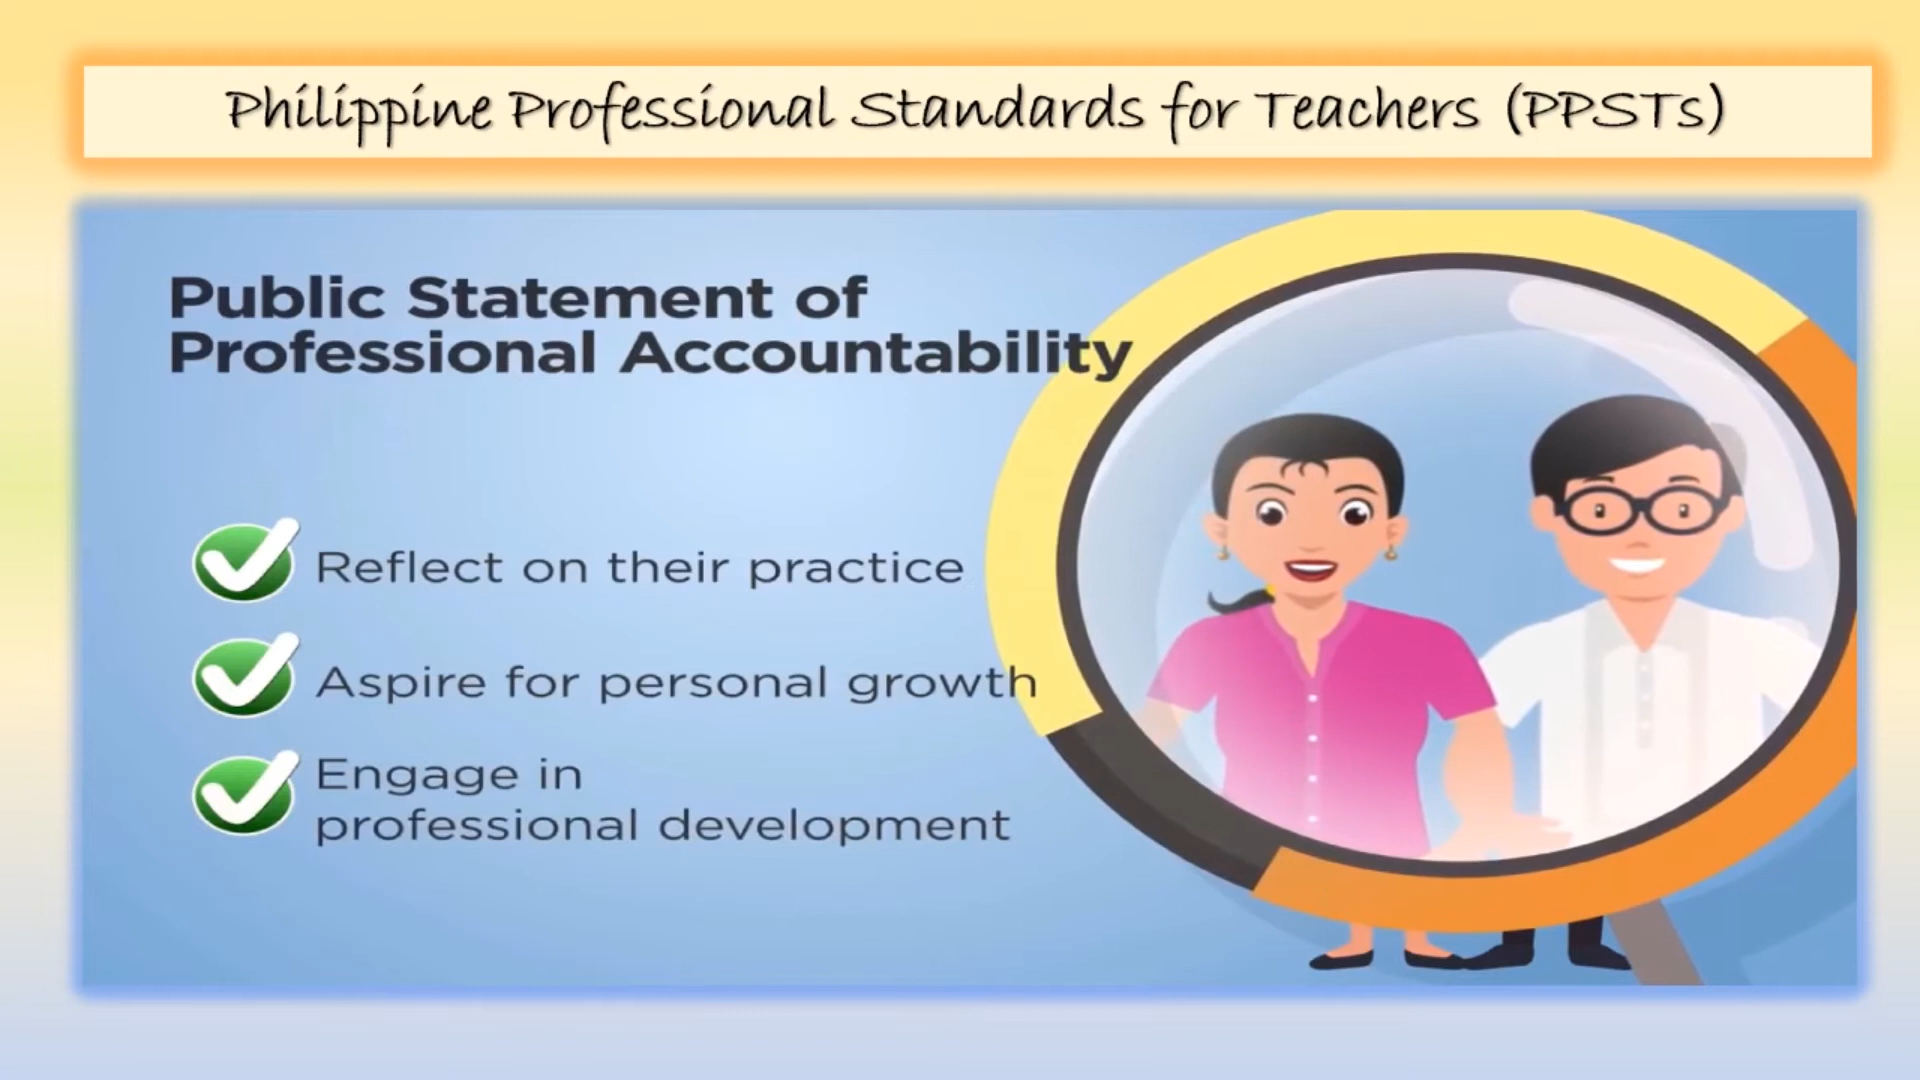 Philippine Professional Standards for Teachers (PPSTs)
Public Statement of
Professional Accountability
Reflect on their practice
Aspire for personal growth
Engage in
professional development